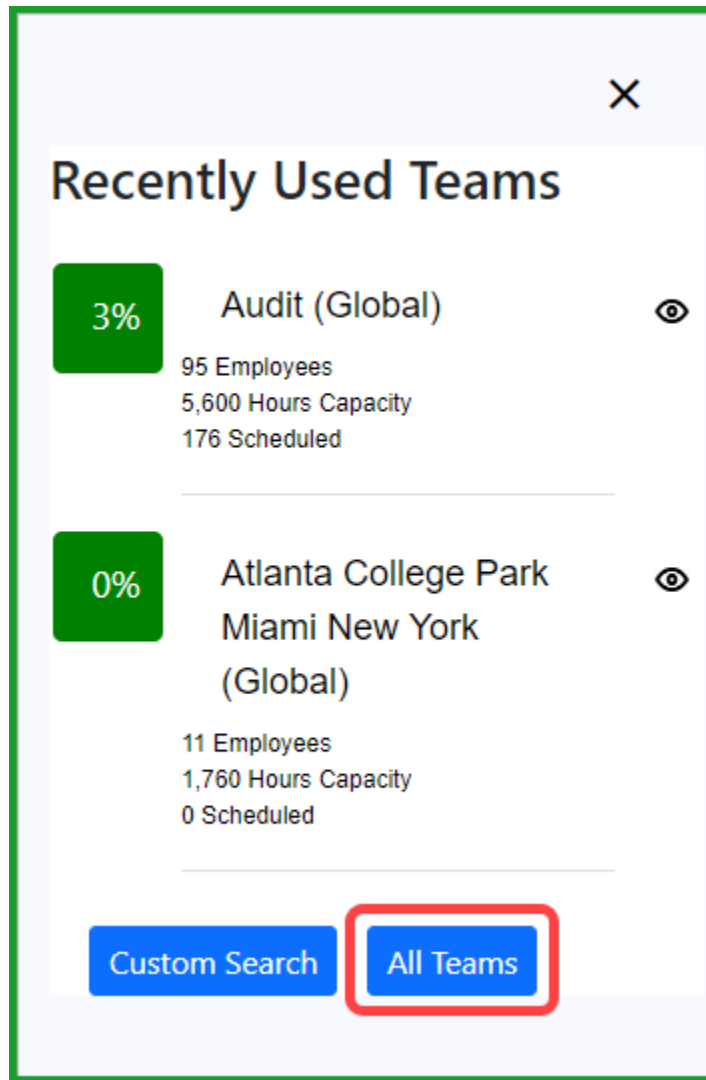 Recently Used Teams
3%
Audit (Global)
95 Employees
5,600 Hours Capacity
176 Scheduled
0%
Atlanta College Park
Miami New York
(Global)
11 Employees
1,760 Hours Capacity
0 Scheduled
Custom Search
All Teams